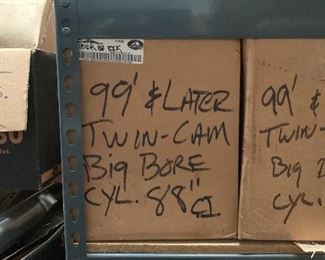 99' & LATER
TWIN-CAM
Big BORE
CYL. 88" CI
99' &
TWIN-
Big B
CYL.